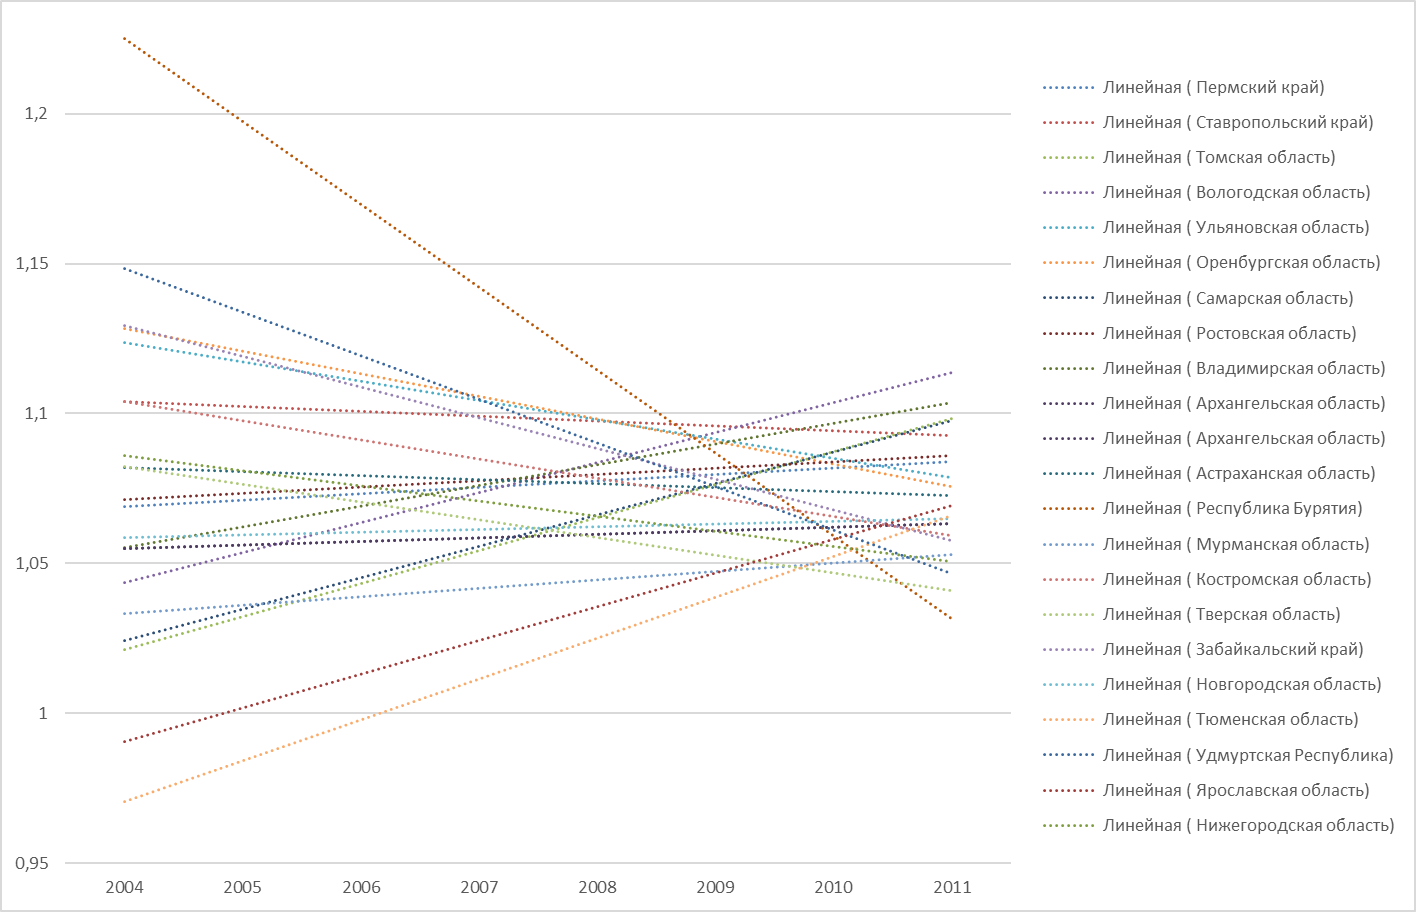 1,2
1,15
1,1
1,05
1
0,95
2004 2005 2006 2007 2008 2009 2010 2011
Линейная ( Пермский край)
Линейная ( Ставропольский край)
Линейная ( Томская область)
Линейная ( Вологодская область)
Линейная ( Ульяновская область)
Линейная ( Оренбургская область)
Линейная ( Самарская область)
Линейная ( Ростовская область)
Линейная ( Владимирская область)
Линейная ( Архангельская область)
Линейная ( Архангельская область)
Линейная ( Астраханская область)
Линейная ( Республика Бурятия)
Линейная ( Мурманская область)
Линейная ( Костромская область)
Линейная ( Тверская область)
Линейная ( Забайкальский край)
Линейная ( Новгородская область)
Линейная ( Тюменская область)
Линейная ( Удмуртская Республика)
Линейная ( Ярославская область)
Линейная ( Нижегородская область)